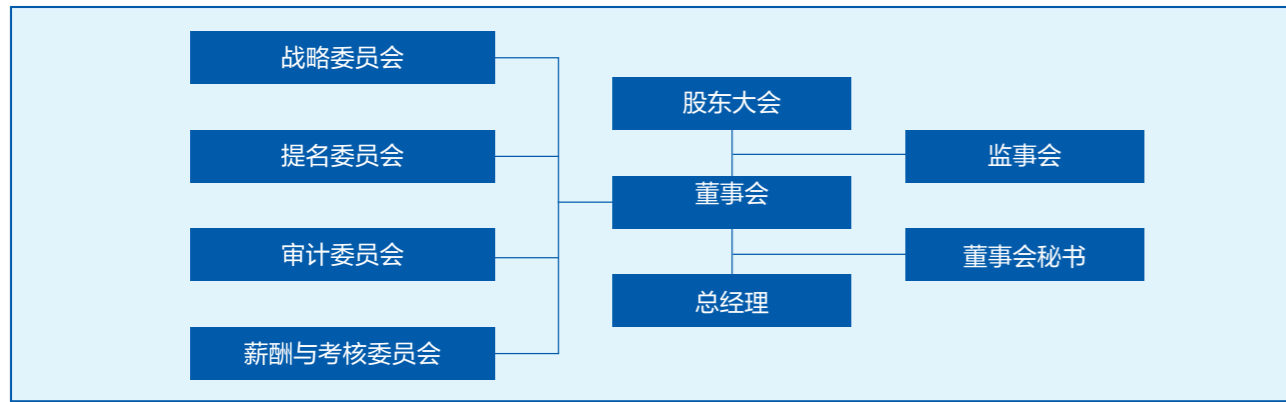 战略委员会
提名委员会
审计委员会
薪酬与考核委员会
股东大会
董事会
总经理
监事会
董事会秘书